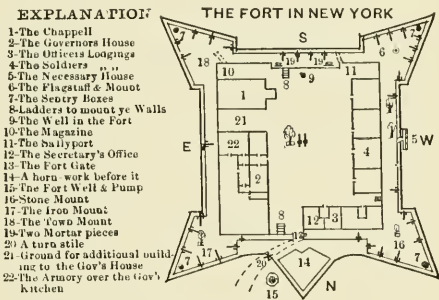 EXPLANATION
1-The Chappell
2-The Governors House
3-The Officers Lodgings
4-The Soldiers ,, ,,
5-The Necessary House
6-The Flagstaff & Mount
7-The Sentry Boxes
8-Ladders to mount ye Walls
9-The Well in the Fort
10-The Magazine
11-The Sallyport
12-The Secretary's Office
13-The Fort Gate
14-A horn-work before it
15-The Fort Well & Pump
16-Stone Mount
17-The Iron Mount
18-The Town Mount
19-Two Mortar pieces
20 A turn stile
21-Ground for additional build-
ing to the Gov's House
22-Armory over the Gov's
Kitchen
THE FORT IN NEW YORK
S
7
7
18
19
19
6
10
8
9
11
1
21
E
22
2
4
5
W
8
12
3
13
7
17
20
14
16
7
15
N